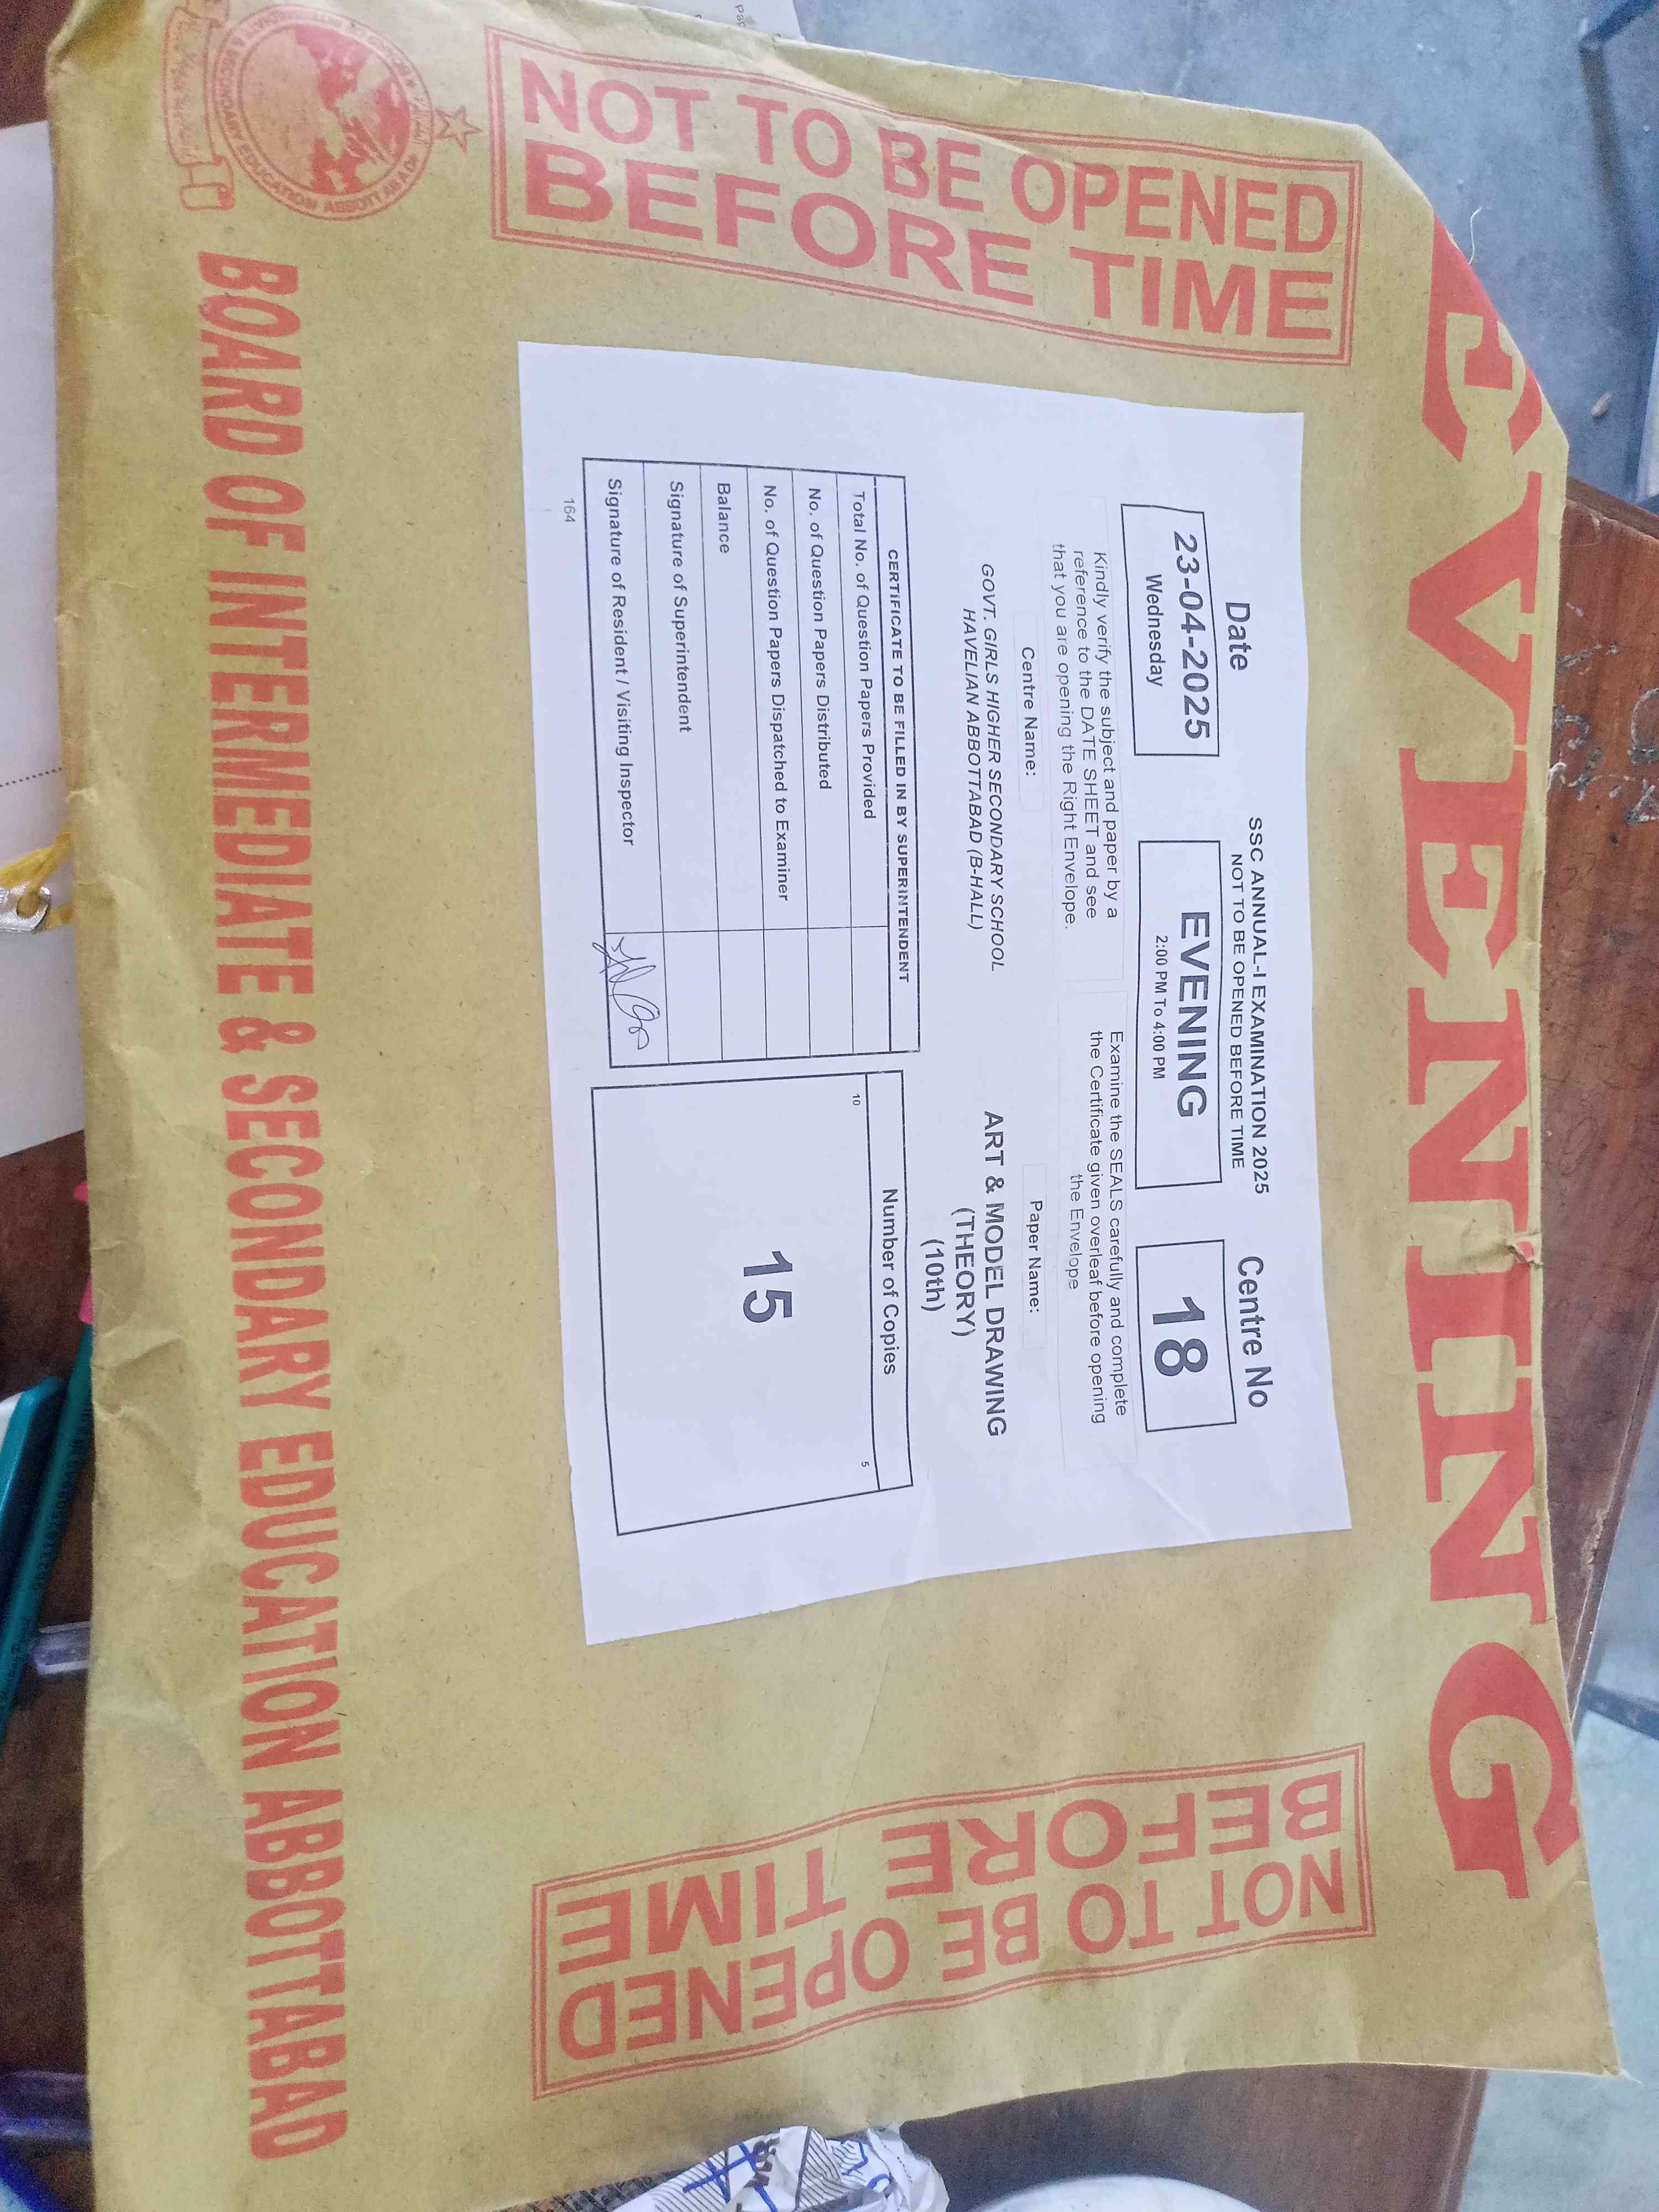 EVENING
NOT TO BE OPENED
BEFORE TIME
Date
23-04-2025
Wednesday
SSC ANNUAL-I EXAMINATION 2025
NOT TO BE OPENED BEFORE TIME
EVENING
2:00 PM To 4:00 PM
Centre No
18
Kindly verify the subject and paper by a
reference to the DATE SHEET and see
that you are opening the Right Envelope.
Examine the SEALS carefully and complete
the Certificate given overleaf before opening
the Envelope
Centre Name:
GOVT. GIRLS HIGHER SECONDARY SCHOOL
HAVELIAN ABBOTTABAD (B-HALL)
Paper Name:
ART & MODEL DRAWING
(THEORY)
(10th)
CERTIFICATE TO BE FILLED IN BY SUPERINTENDENT
Total No. of Question Papers Provided
No. of Question Papers Distributed
No. of Question Papers Dispatched to Examiner
Balance
Signature of Superintendent
Signature of Resident / Visiting Inspector
164
Number of Copies
10
5
15
NOT TO BE OPENED
BEFORE TIME
BOARD OF INTERMEDIATE & SECONDARY EDUCATION ABBOTTABAD